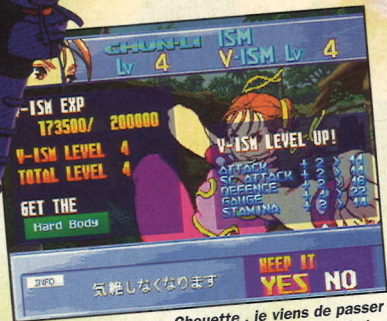 CHUN-LI ISM
Lv 4 V-ISM Lv 4
V-ISM EXP
173500/ 200000
V-ISM LEVEL 4
TOTAL LEVEL 4
GET THE
Hard Body
V-ISM LEVEL UP!
ATTACK + 2
SC ATTACK + 2
DEFENCE
GAUGE
STAMINA
INFO 気絶しなくなります
KEEP IT
YES NO
Chouette, je viens de passer